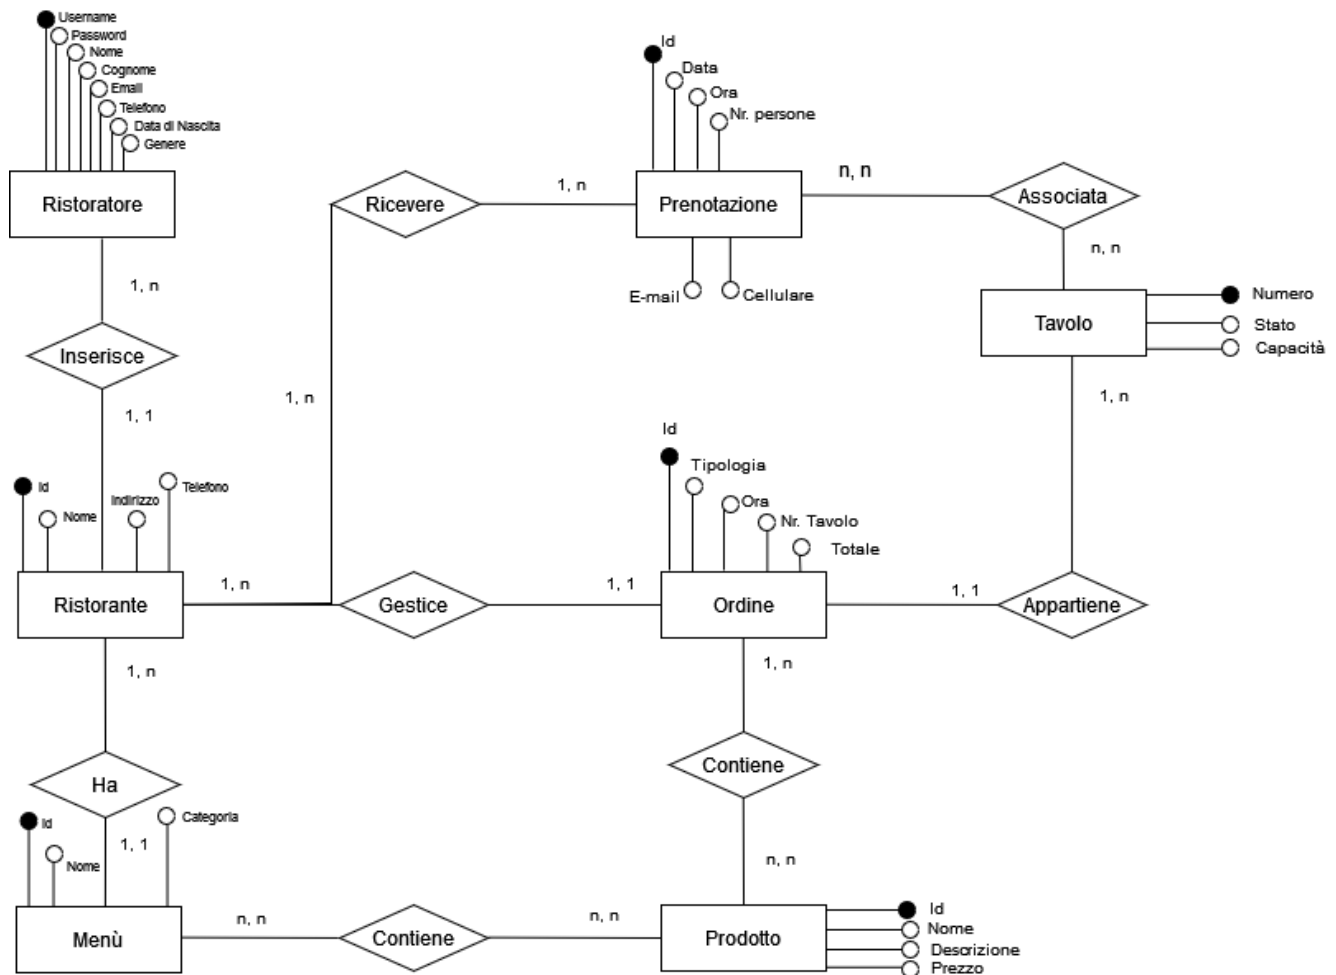 Username
Password
Nome
Cognome
Email
Telefono
Data di Nascita
Genere
Ristoratore
1, n
Inserisce
1, 1
Id
Nome
Indirizzo
Telefono
Ristorante
1, n
Ha
1, 1
Id
Nome
Categoria
Menù
n, n
Contiene
n, n
1, n
Ricevere
1, n
Id
Data
Ora
Nr. persone
Prenotazione
E-mail
Cellulare
n, n
Associata
n, n
Tavolo
Numero
Stato
Capacità
1, n
Appartiene
1, 1
1, n
Gestice
1, 1
Id
Tipologia
Ora
Nr. Tavolo
Totale
Ordine
1, n
Contiene
n, n
Prodotto
Id
Nome
Descrizione
Prezzo